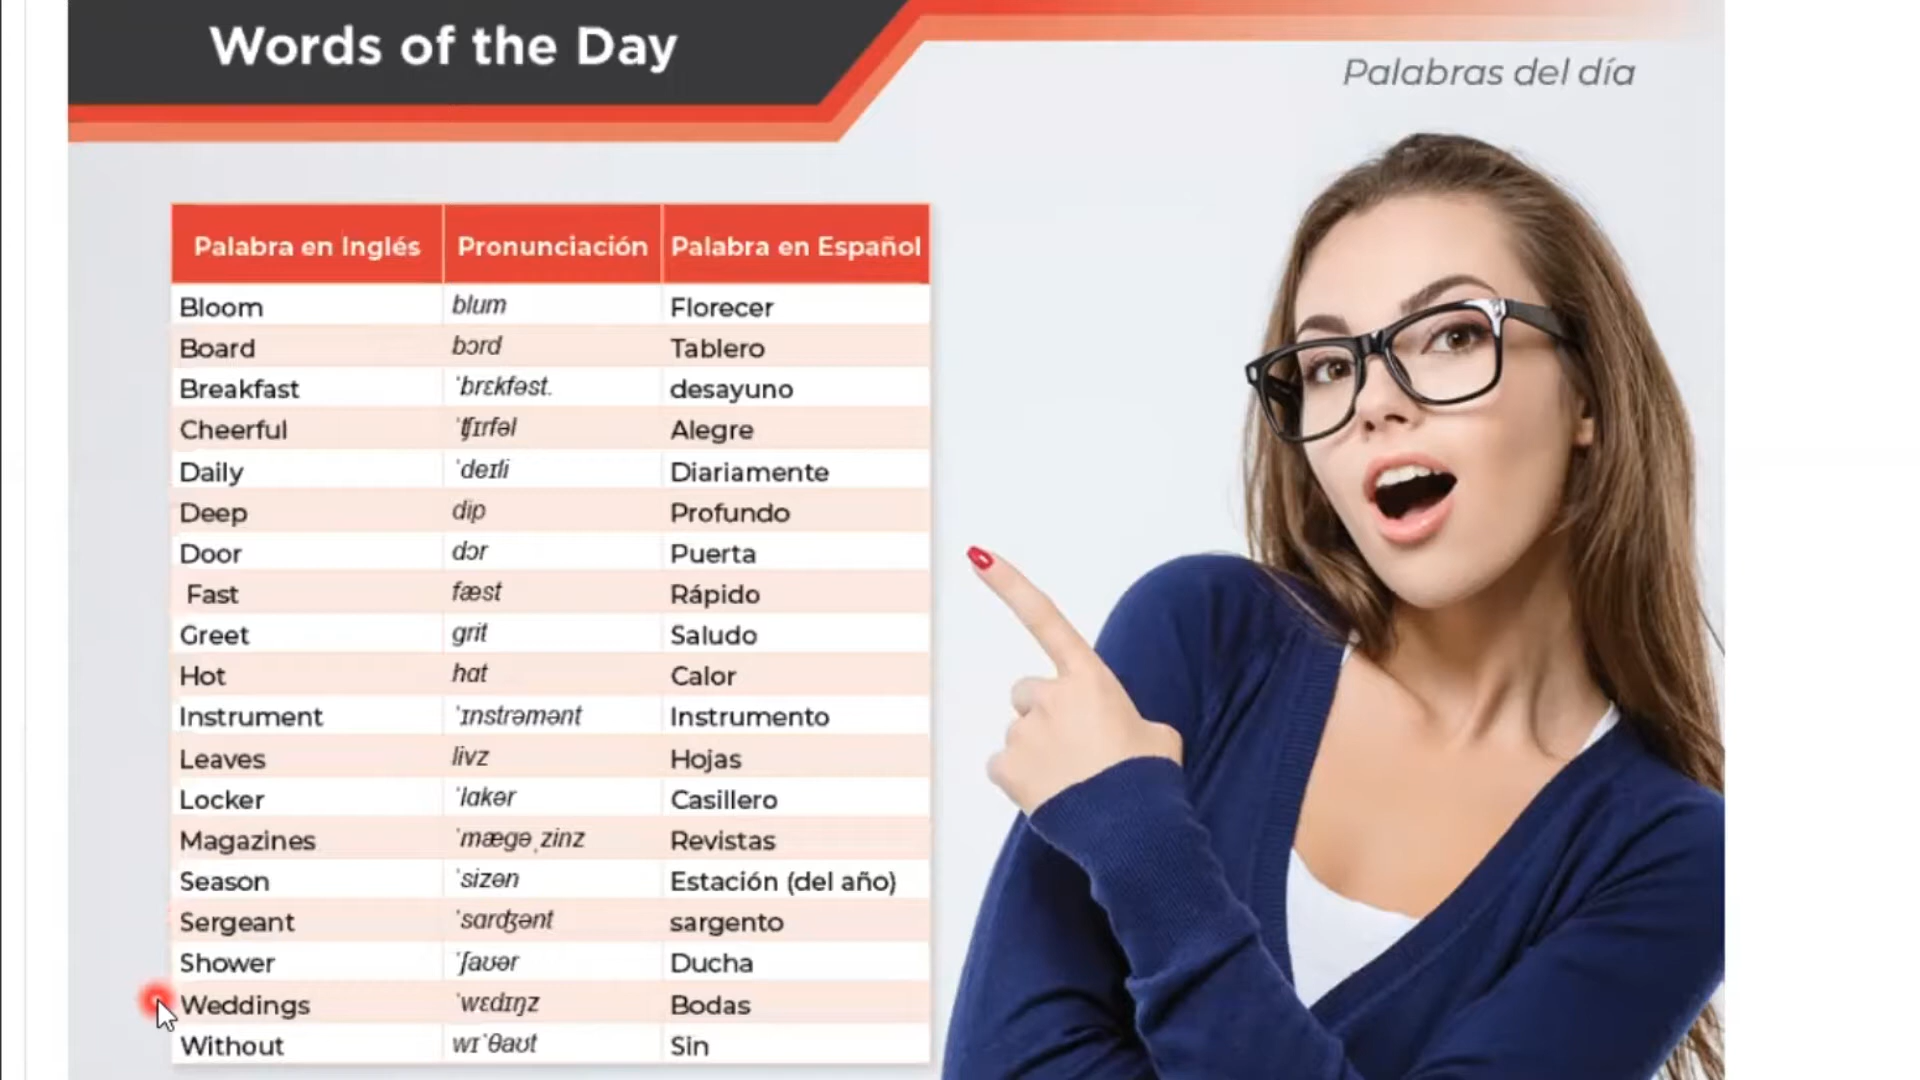 Words of the Day
Palabras del día
Palabra en Inglés Pronunciación Palabra en Español
Bloom blum Florecer
Board bɔrd Tablero
Breakfast ˈbrɛkfəst. desayuno
Cheerful ˈʧɪrfəl Alegre
Daily ˈdeɪli Diariamente
Deep dip Profundo
Door dɔr Puerta
Fast fæst Rápido
Greet grit Saludo
Hot hɑt Calor
Instrument ˈɪnstrəmənt Instrumento
Leaves livz Hojas
Locker ˈlɑkər Casillero
Magazines ˈmægəˌzinz Revistas
Season ˈsizən Estación (del año)
Sergeant ˈsɑrʤənt sargento
Shower ˈʃaʊər Ducha
Weddings ˈwɛdɪŋz Bodas
Without wɪˈθaʊt Sin